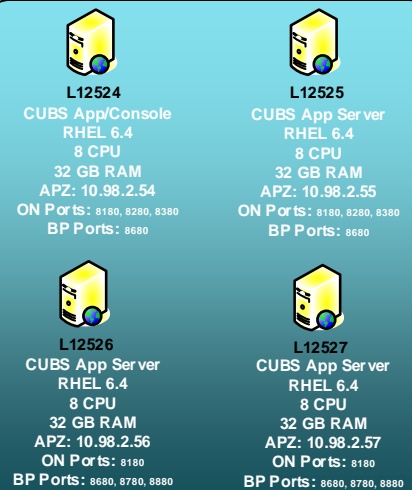 L12524
CUBS App/Console
RHEL 6.4
8 CPU
32 GB RAM
APZ: 10.98.2.54
ON Ports: 8180, 8280, 8380
BP Ports: 8680
L12525
CUBS App Server
RHEL 6.4
8 CPU
32 GB RAM
APZ: 10.98.2.55
ON Ports: 8180, 8280, 8380
BP Ports: 8680
L12526
CUBS App Server
RHEL 6.4
8 CPU
32 GB RAM
APZ: 10.98.2.56
ON Ports: 8180
BP Ports: 8680, 8780, 8880
L12527
CUBS App Server
RHEL 6.4
8 CPU
32 GB RAM
APZ: 10.98.2.57
ON Ports: 8180
BP Ports: 8680, 8780, 8880